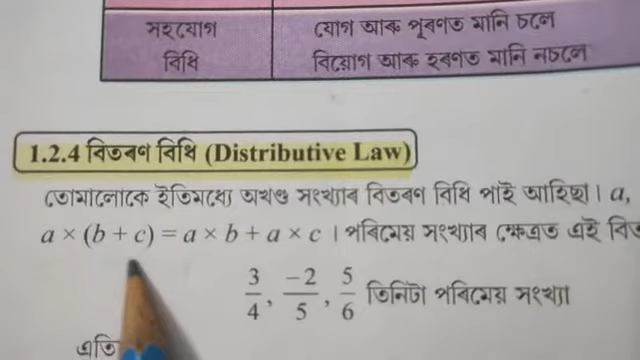 সহযোগ বিধি
যোগ আৰু পূৰণত মানি চলে
বিয়োগ আৰু হৰণত মানি নচলে
1.2.4 বিতৰণ বিধি (Distributive Law)
তোমালোকে ইতিমধ্যে অখণ্ড সংখ্যাৰ বিতৰণ বিধি পাই আহিছা। a,
a × (b + c) = a × b + a × c । পৰিমেয় সংখ্যাৰ ক্ষেত্ৰত এই
3/4, -2/5, 5/6 তিনিটা পৰিমেয় সংখ্যা